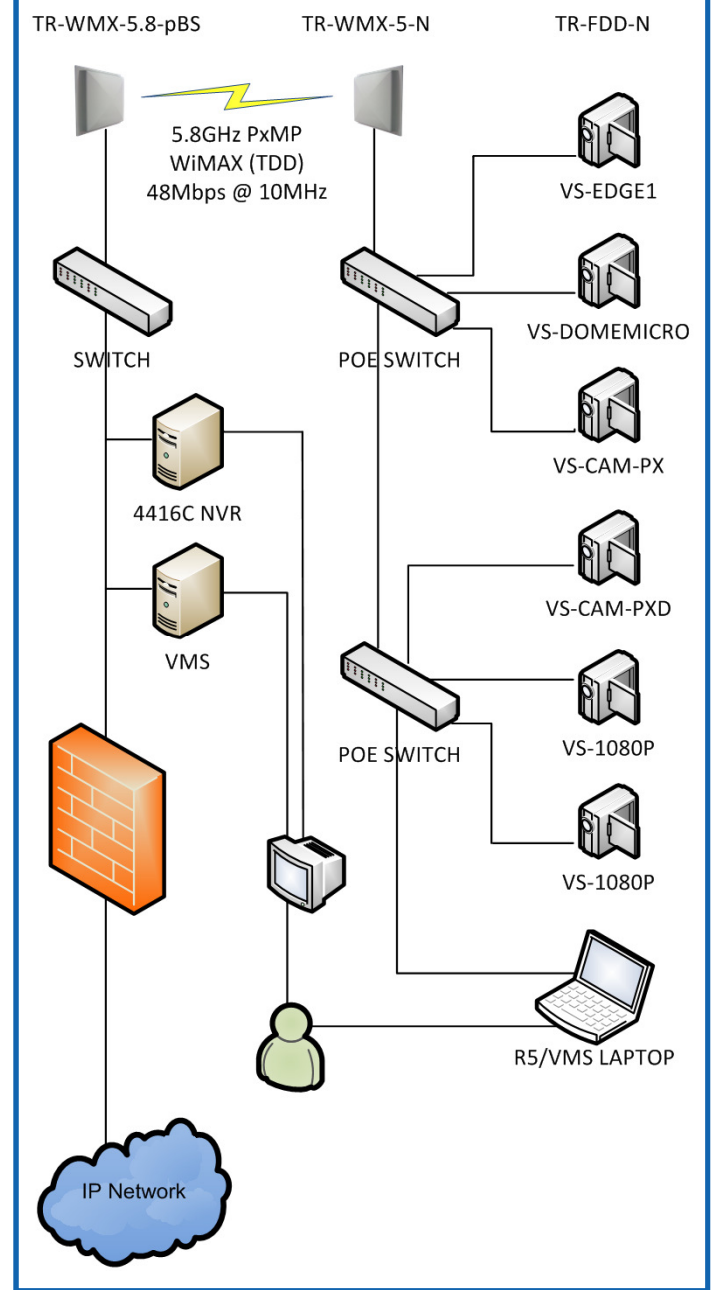 TR-WMX-5.8-pBS
TR-WMX-5-N
TR-FDD-N
5.8GHz PxMP
WiMAX (TDD)
48Mbps @ 10MHz
VS-EDGE1
VS-DOMEMICRO
SWITCH
POE SWITCH
VS-CAM-PX
4416C NVR
VS-CAM-PXD
VMS
POE SWITCH
VS-1080P
VS-1080P
R5/VMS LAPTOP
IP Network